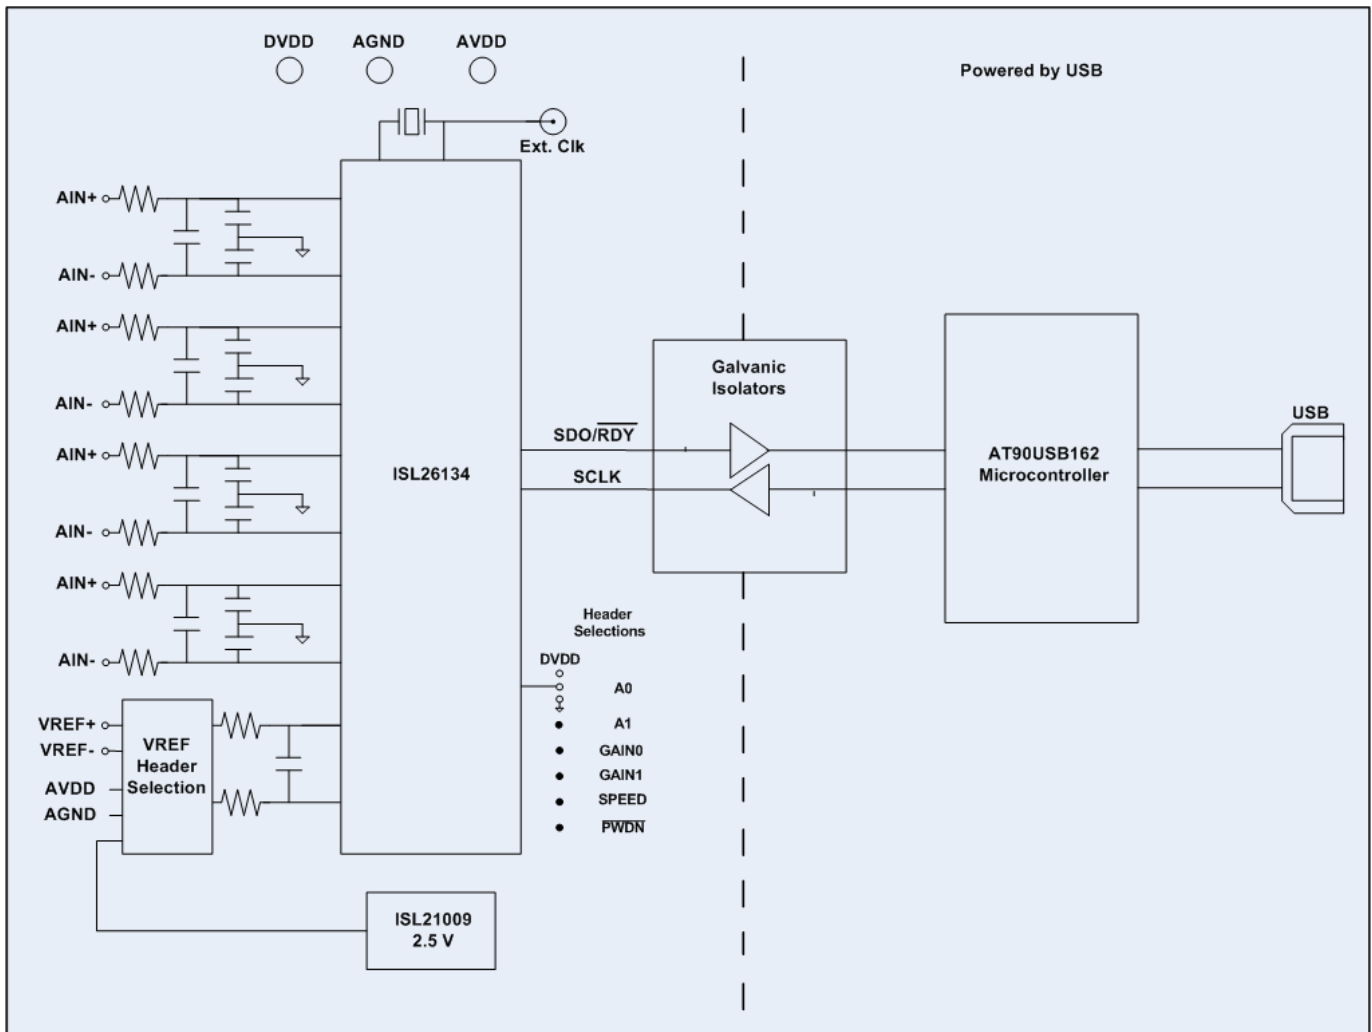 DVDD
AGND
AVDD
Powered by USB
Ext. Clk
AIN+
AIN-
AIN+
AIN-
AIN+
AIN-
AIN+
AIN-
ISL26134
SDO/RDY
SCLK
Galvanic
Isolators
AT90USB162
Microcontroller
USB
Header
Selections
DVDD
A0
A1
GAIN0
GAIN1
SPEED
PWDN
VREF+
VREF-
AVDD
AGND
VREF
Header
Selection
ISL21009
2.5 V